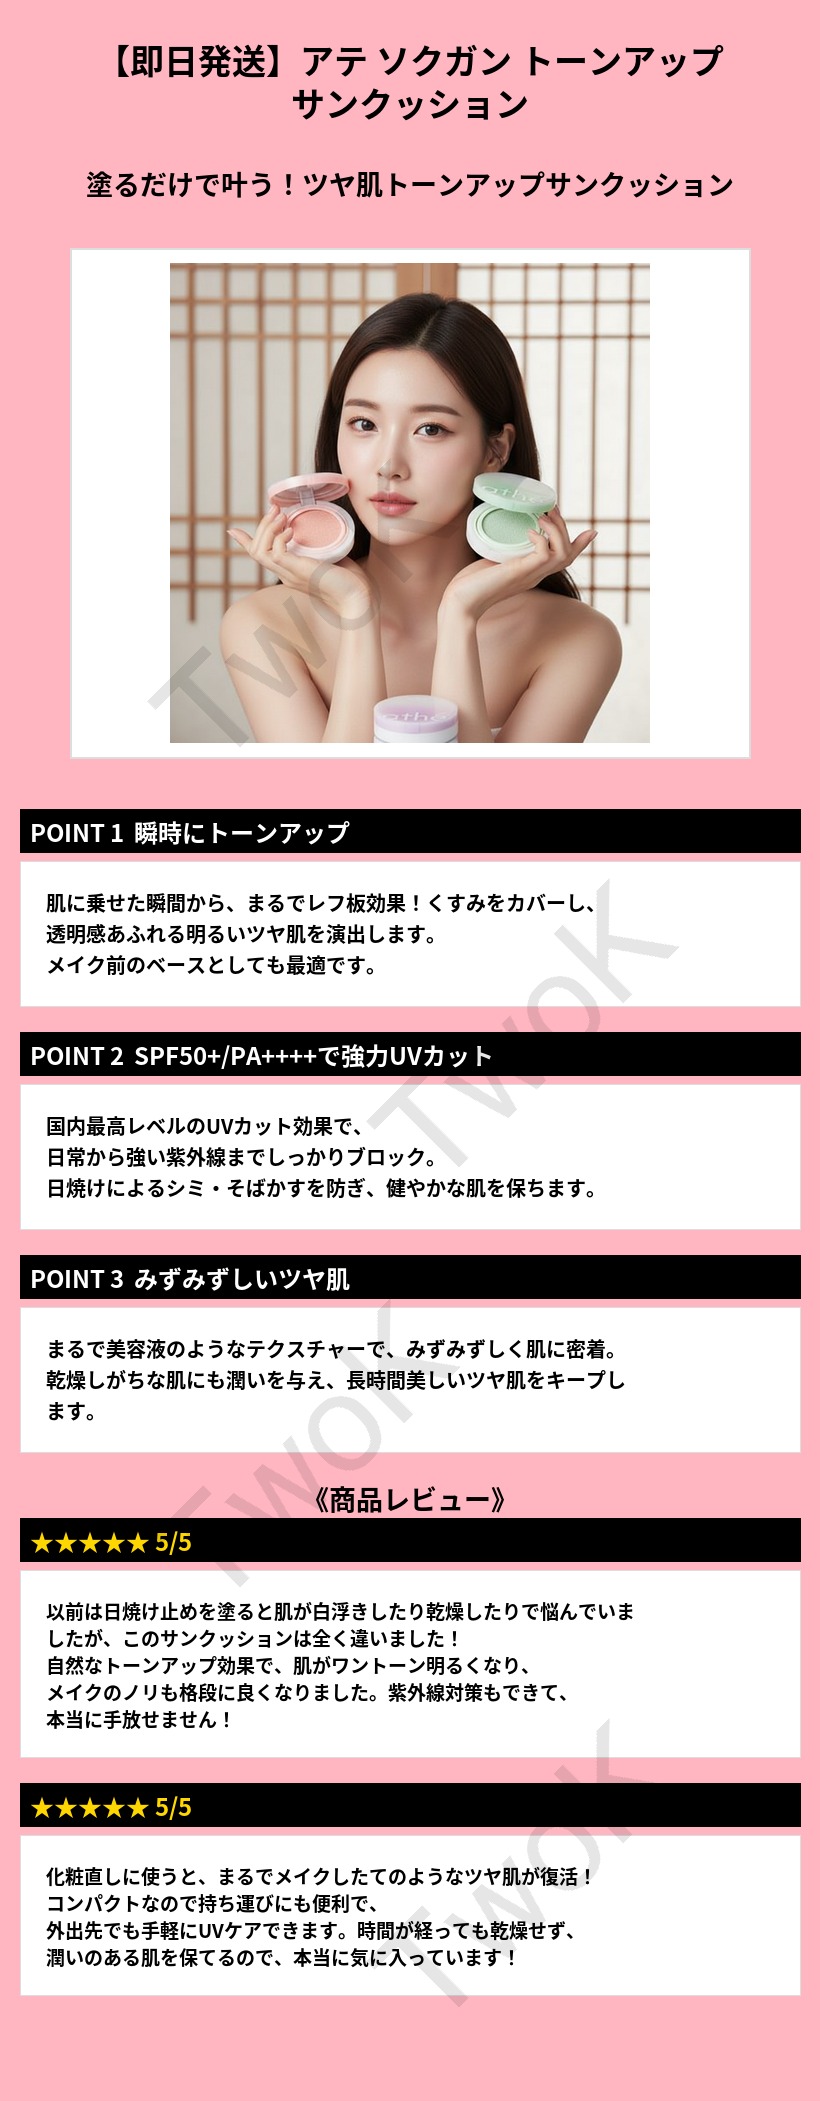 【即日発送】アテ ソクガン トーンアップ
サンクッション
塗るだけで叶う！ツヤ肌トーンアップサンクッション
athe
athe
TwoK
POINT 1 瞬時にトーンアップ
肌に乗せた瞬間から、まるでレフ板効果！くすみをカバーし、
透明感あふれる明るいツヤ肌を演出します。
メイク前のベースとしても最適です。
TwoK
POINT 2 SPF50+/PA++++で強力UVカット
国内最高レベルのUVカット効果で、
日常から強い紫外線までしっかりブロック。
日焼けによるシミ・そばかすを防ぎ、健やかな肌を保ちます。
POINT 3 みずみずしいツヤ肌
まるで美容液のようなテクスチャーで、みずみずしく肌に密着。
乾燥しがちな肌にも潤いを与え、長時間美しいツヤ肌をキープし
ます。
TwoK
《商品レビュー》
★★★★★ 5/5
以前は日焼け止めを塗ると肌が白浮きしたり乾燥したりで悩んでいま
したが、このサンクッションは全く違いました！
自然なトーンアップ効果で、肌がワントーン明るくなり、
メイクのノリも格段に良くなりました。紫外線対策もできて、
本当に手放せません！
★★★★★ 5/5
化粧直しに使うと、まるでメイクしたてのようなツヤ肌が復活！
コンパクトなので持ち運びにも便利で、
外出先でも手軽にUVケアできます。時間が経っても乾燥せず、
潤いのある肌を保てるので、本当に気に入っています！
TwoK